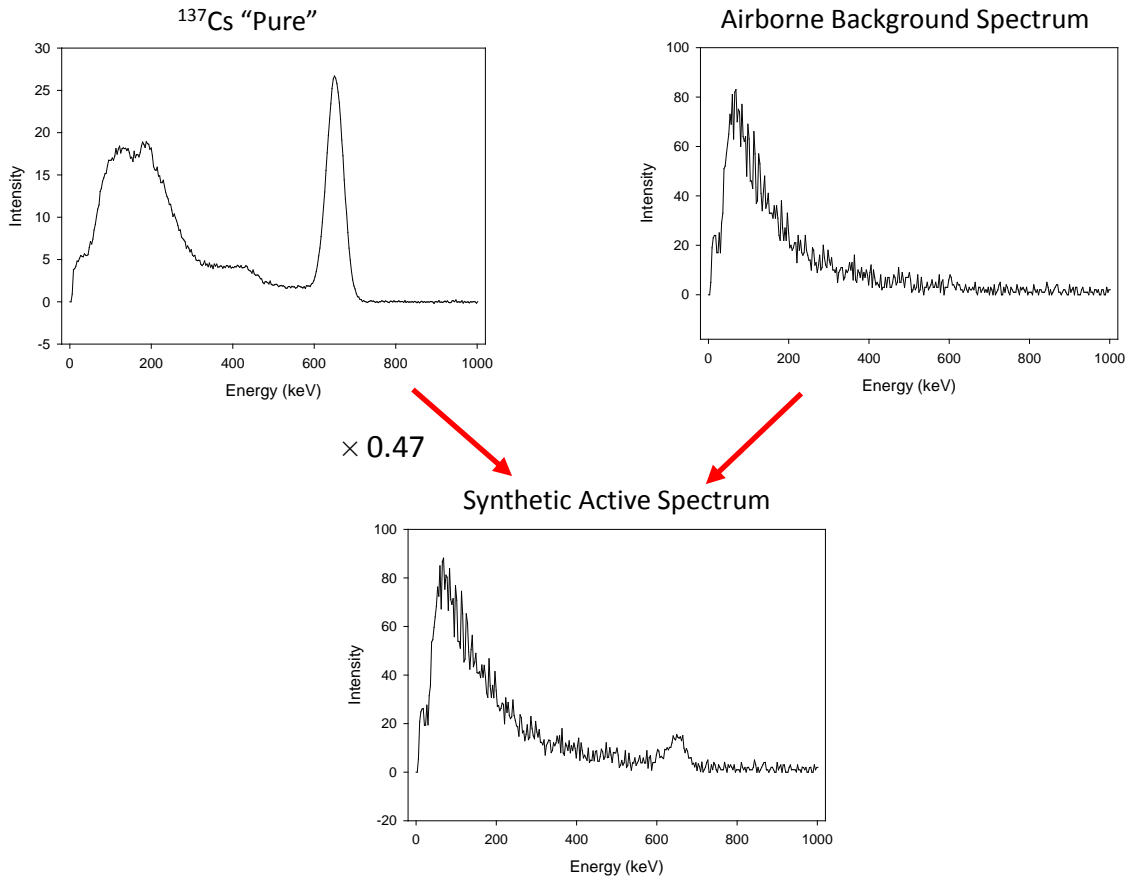 ¹³⁷Cs “Pure”
30
25
20
15
10
5
0
-5
Intensity
0 200 400 600 800 1000
Energy (keV)
Airborne Background Spectrum
100
80
60
40
20
0
Intensity
0 200 400 600 800 1000
Energy (keV)
× 0.47
Synthetic Active Spectrum
100
80
60
40
20
0
-20
Intensity
0 200 400 600 800 1000
Energy (keV)